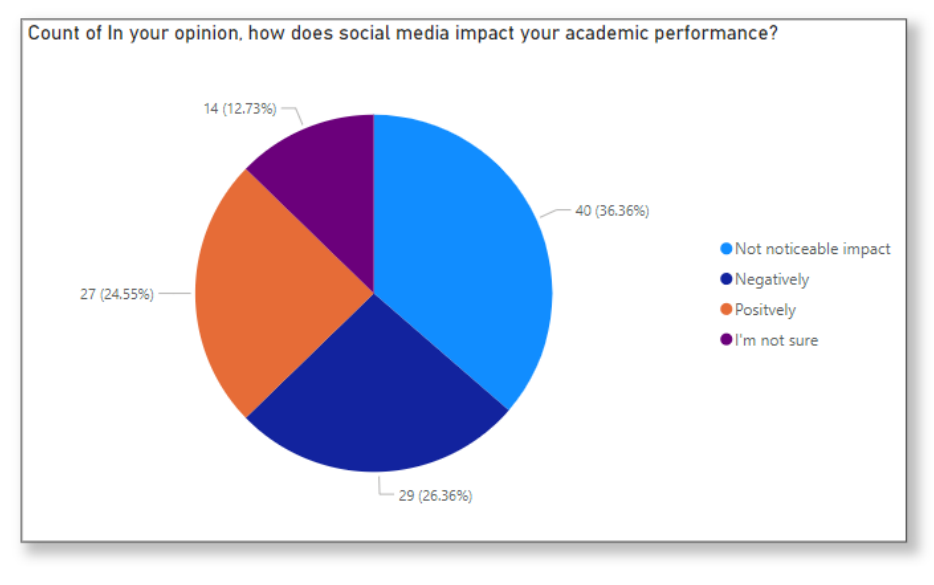 Count of In your opinion, how does social media impact your academic performance?
14 (12.73%)
40 (36.36%)
27 (24.55%)
29 (26.36%)
Not noticeable impact
Negatively
Positvely
I'm not sure